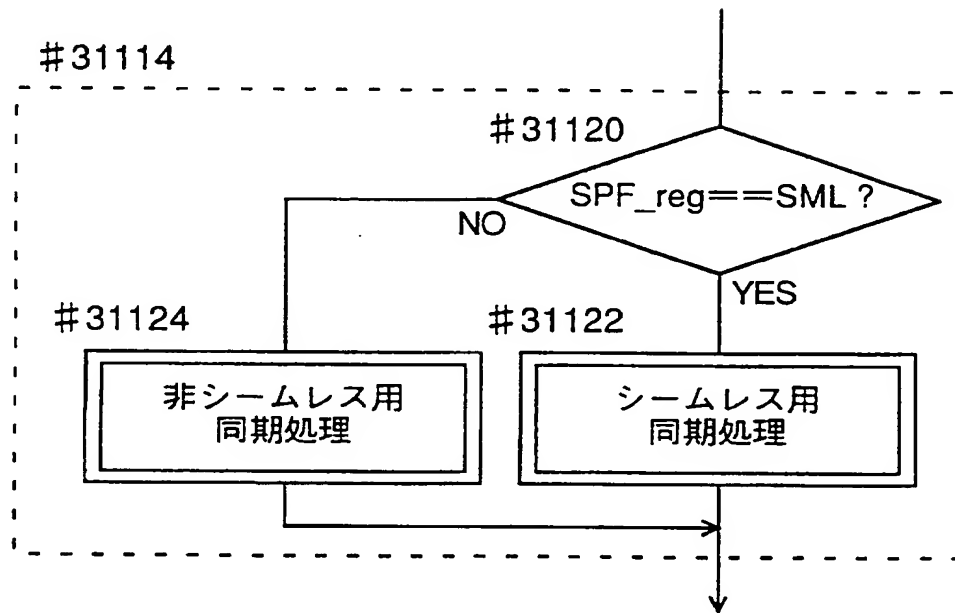 #31114
#31120
SPF_reg==SML ?
NO
YES
#31124
#31122
非シームレス用
同期処理
シームレス用
同期処理